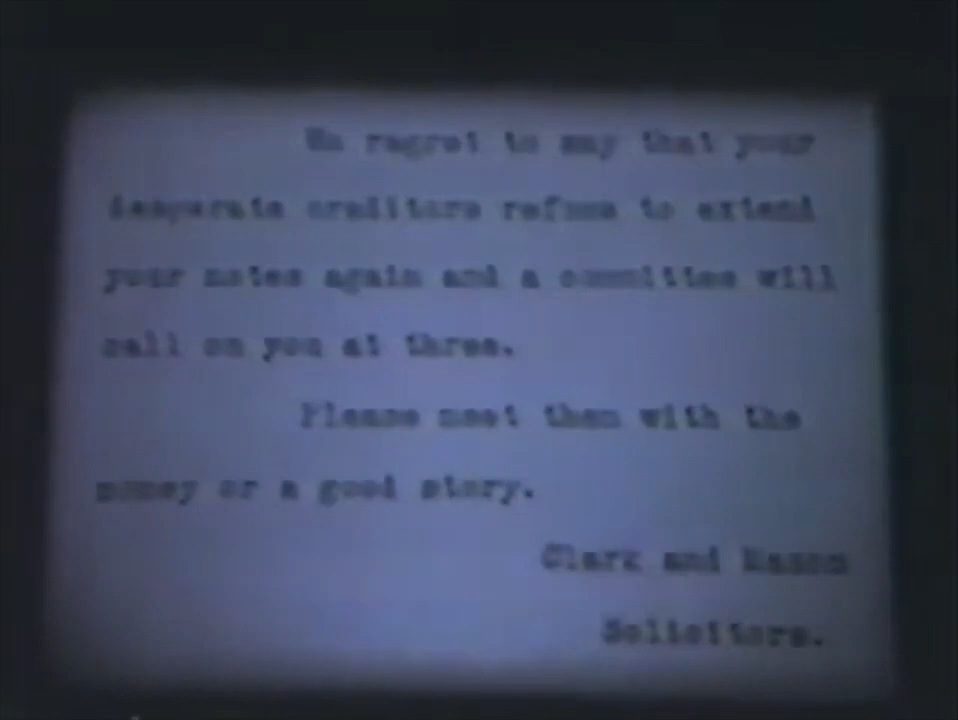 We regret to say that your
desperate creditors refuse to extend
your notes again and a committee will
call on you at three.
Please meet them with the
money or a good story.
Clark and Mason
Solicitors.